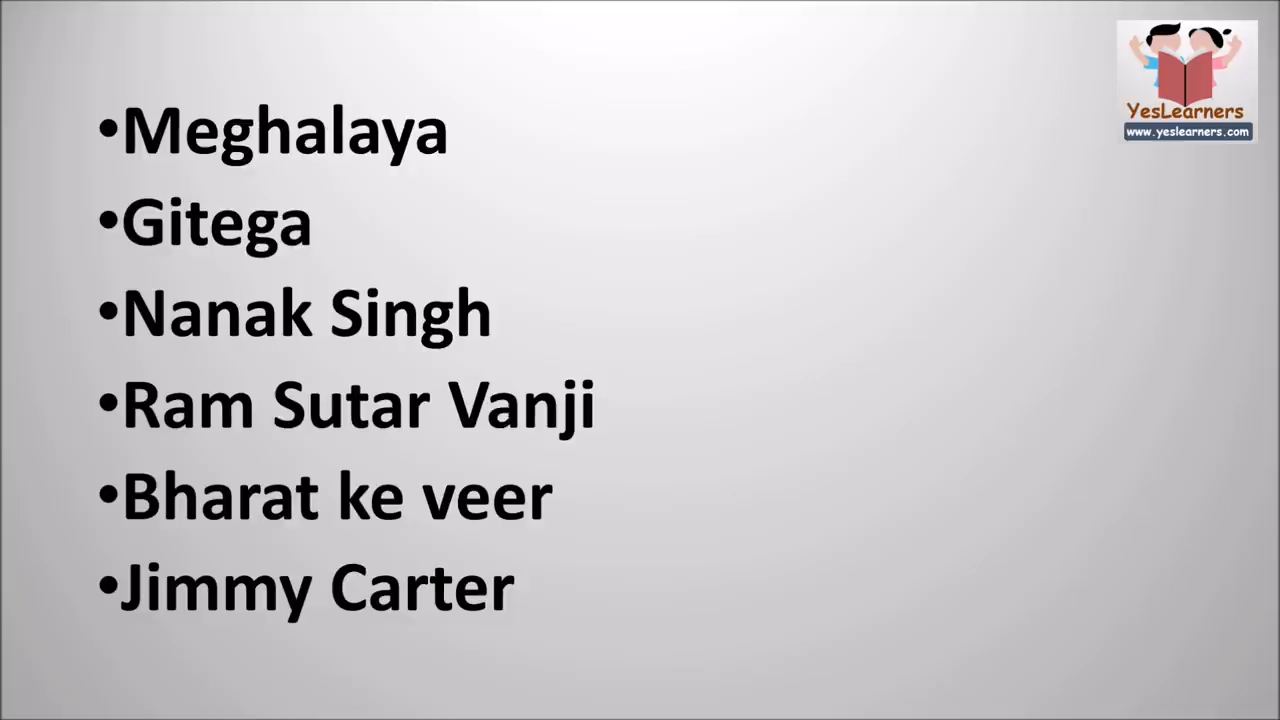 •Meghalaya
•Gitega
•Nanak Singh
•Ram Sutar Vanji
•Bharat ke veer
•Jimmy Carter
YesLearners
www.yeslearners.com